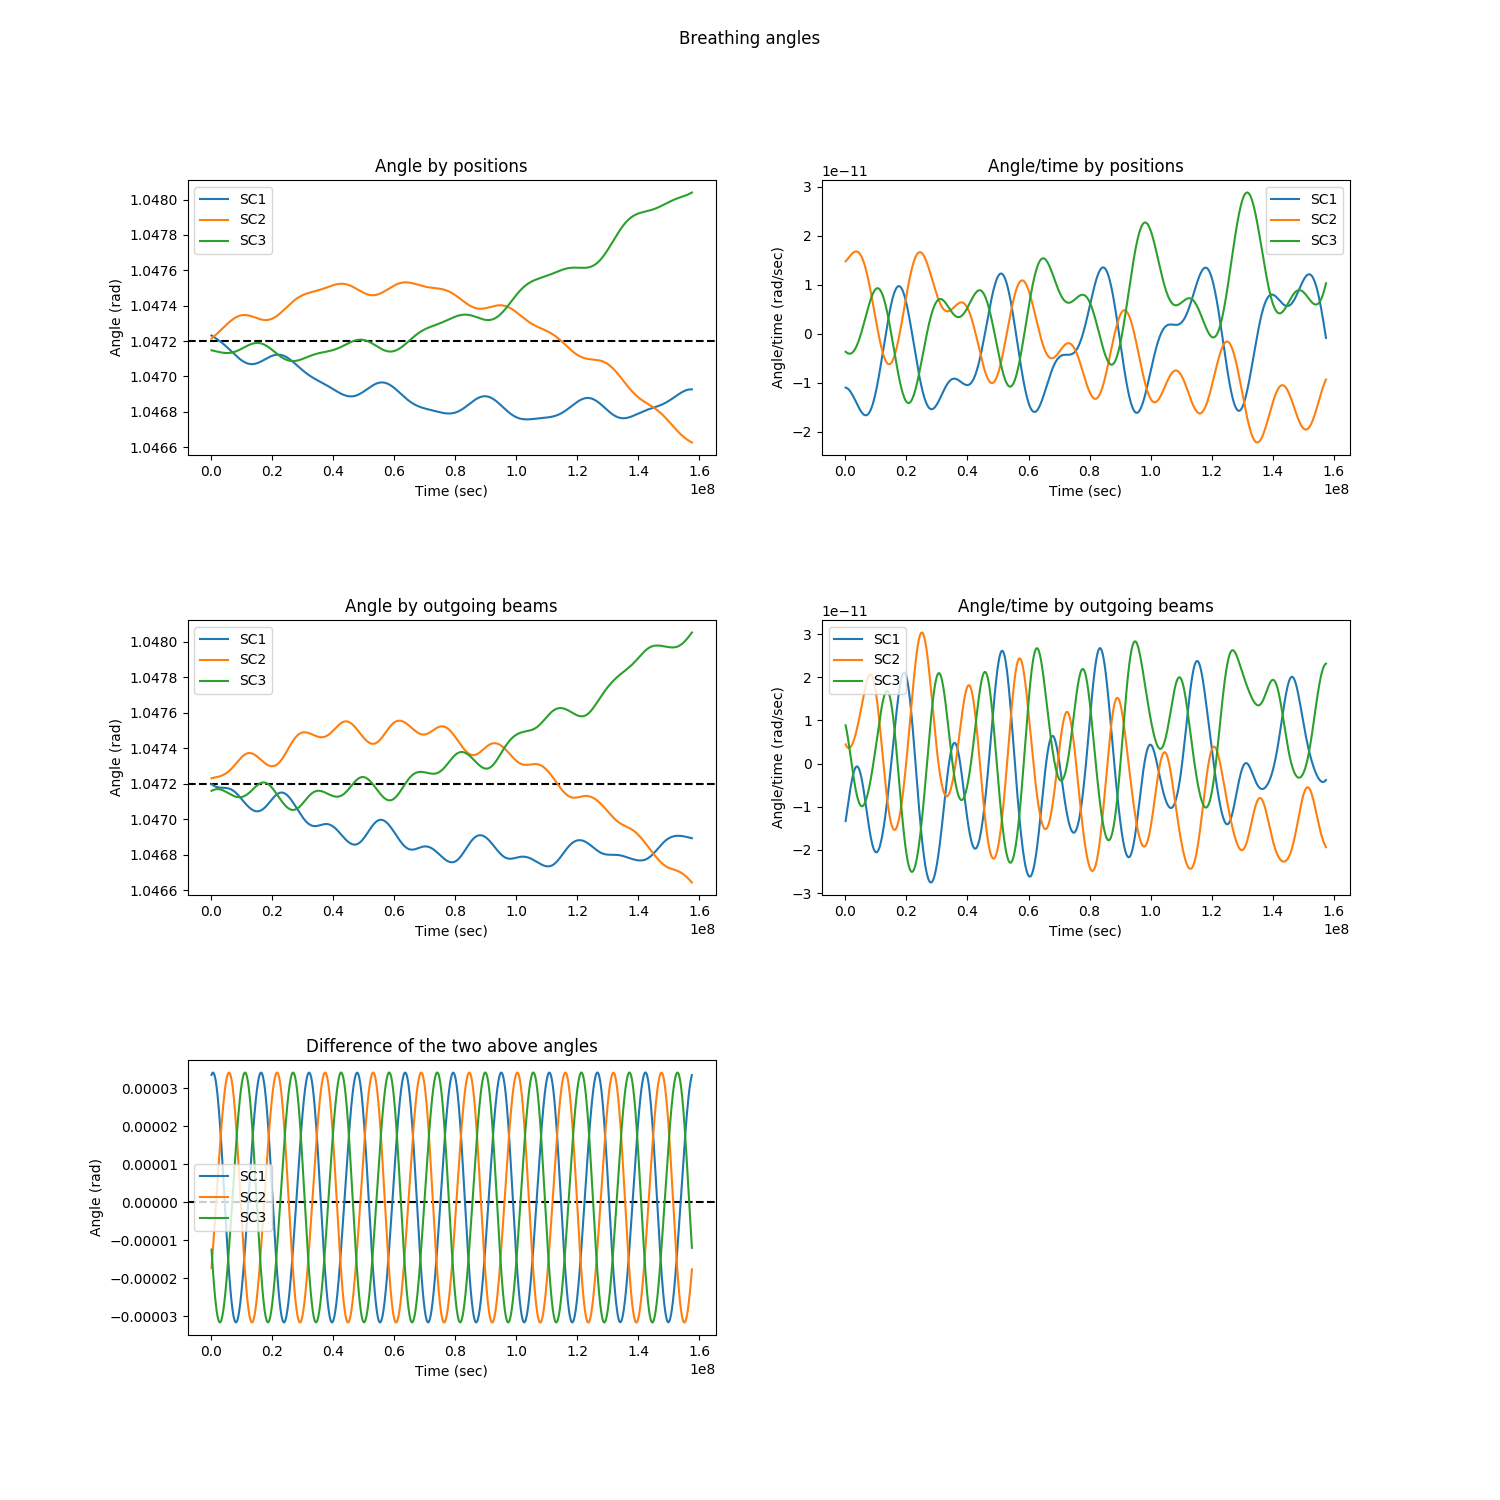 Breathing angles
Angle by positions
Angle (rad)
1.0480
1.0478
1.0476
1.0474
1.0472
1.0470
1.0468
1.0466
SC1
SC2
SC3
0.0 0.2 0.4 0.6 0.8 1.0 1.2 1.4 1.6
1e8
Time (sec)
Angle/time by positions
1e−11
Angle/time (rad/sec)
3
2
1
0
−1
−2
SC1
SC2
SC3
0.0 0.2 0.4 0.6 0.8 1.0 1.2 1.4 1.6
1e8
Time (sec)
Angle by outgoing beams
Angle (rad)
1.0480
1.0478
1.0476
1.0474
1.0472
1.0470
1.0468
1.0466
SC1
SC2
SC3
0.0 0.2 0.4 0.6 0.8 1.0 1.2 1.4 1.6
1e8
Time (sec)
Angle/time by outgoing beams
1e−11
Angle/time (rad/sec)
3
2
1
0
−1
−2
−3
SC1
SC2
SC3
0.0 0.2 0.4 0.6 0.8 1.0 1.2 1.4 1.6
1e8
Time (sec)
Difference of the two above angles
Angle (rad)
0.00003
0.00002
0.00001
0.00000
−0.00001
−0.00002
−0.00003
SC1
SC2
SC3
0.0 0.2 0.4 0.6 0.8 1.0 1.2 1.4 1.6
1e8
Time (sec)